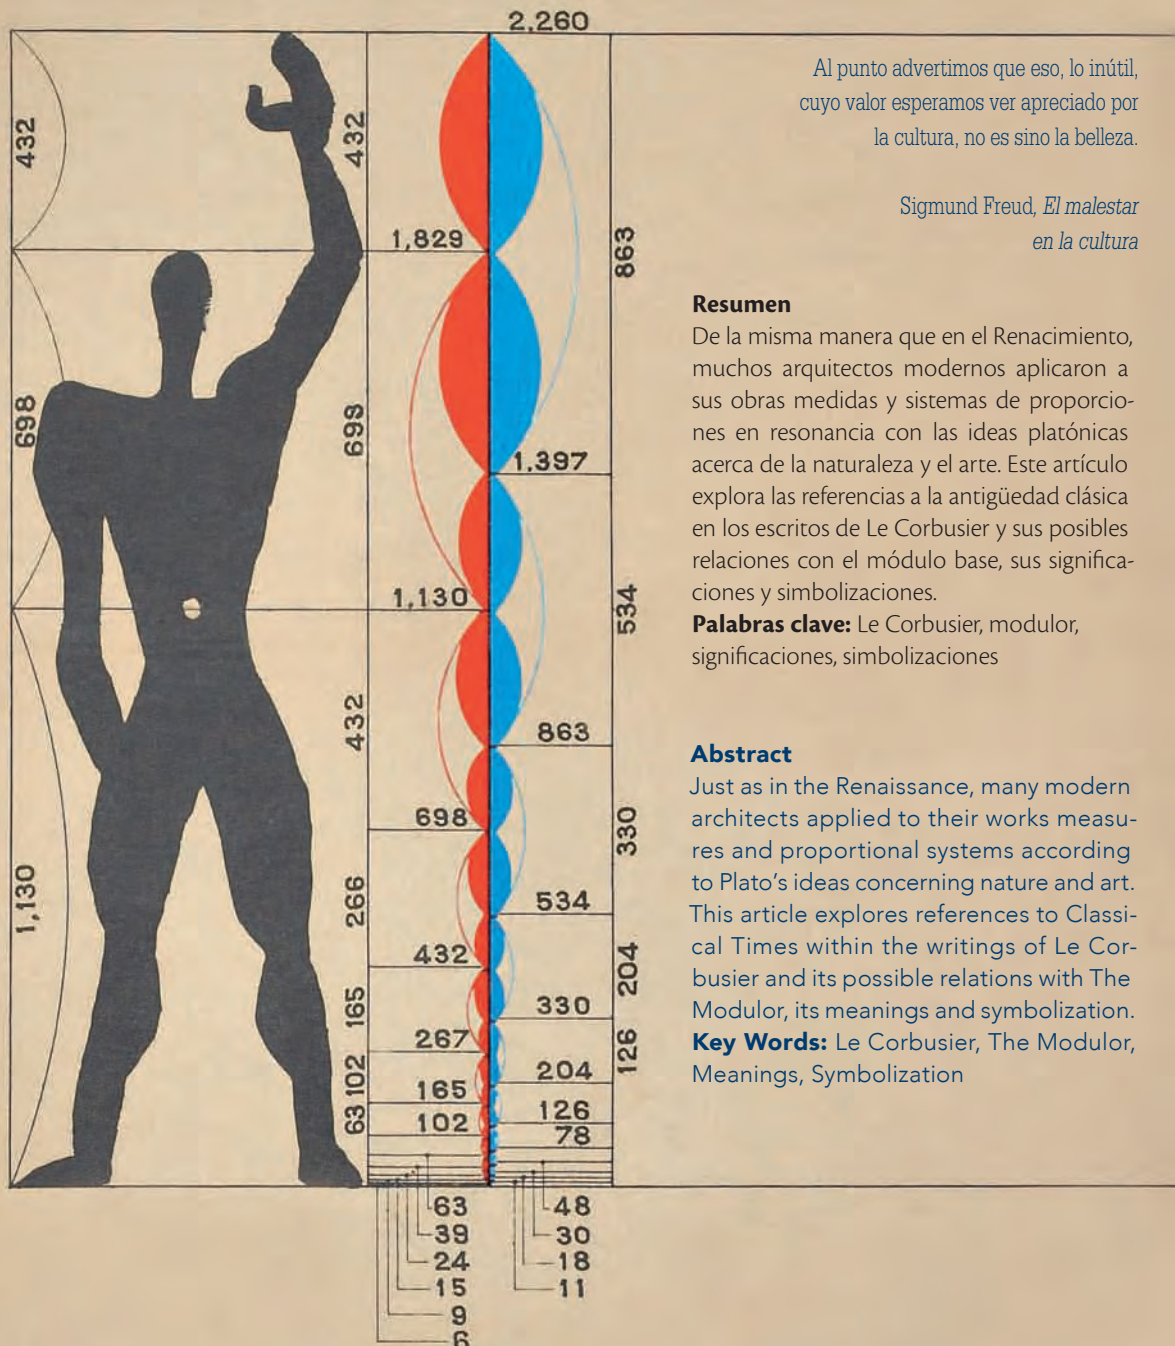 2,260
432
432
1,829
863
698
698
1.397
1,130
534
432
863
698
330
1,130
266
534
432
204
165
330
267
126
102
204
165
63
126
102
78
63
48
39
30
24
18
15
11
9
6
Al punto advertimos que eso, lo inútil,
cuyo valor esperamos ver apreciado por
la cultura, no es sino la belleza.
Sigmund Freud, El malestar
en la cultura
Resumen
De la misma manera que en el Renacimiento,
muchos arquitectos modernos aplicaron a
sus obras medidas y sistemas de proporcio-
nes en resonancia con las ideas platónicas
acerca de la naturaleza y el arte. Este artículo
explora las referencias a la antigüedad clásica
en los escritos de Le Corbusier y sus posibles
relaciones con el módulo base, sus significa-
ciones y simbolizaciones.
Palabras clave: Le Corbusier, modulor,
significaciones, simbolizaciones
Abstract
Just as in the Renaissance, many modern
architects applied to their works measu-
res and proportional systems according
to Plato's ideas concerning nature and art.
This article explores references to Classi-
cal Times within the writings of Le Cor-
busier and its possible relations with The
Modulor, its meanings and symbolization.
Key Words: Le Corbusier, The Modulor,
Meanings, Symbolization